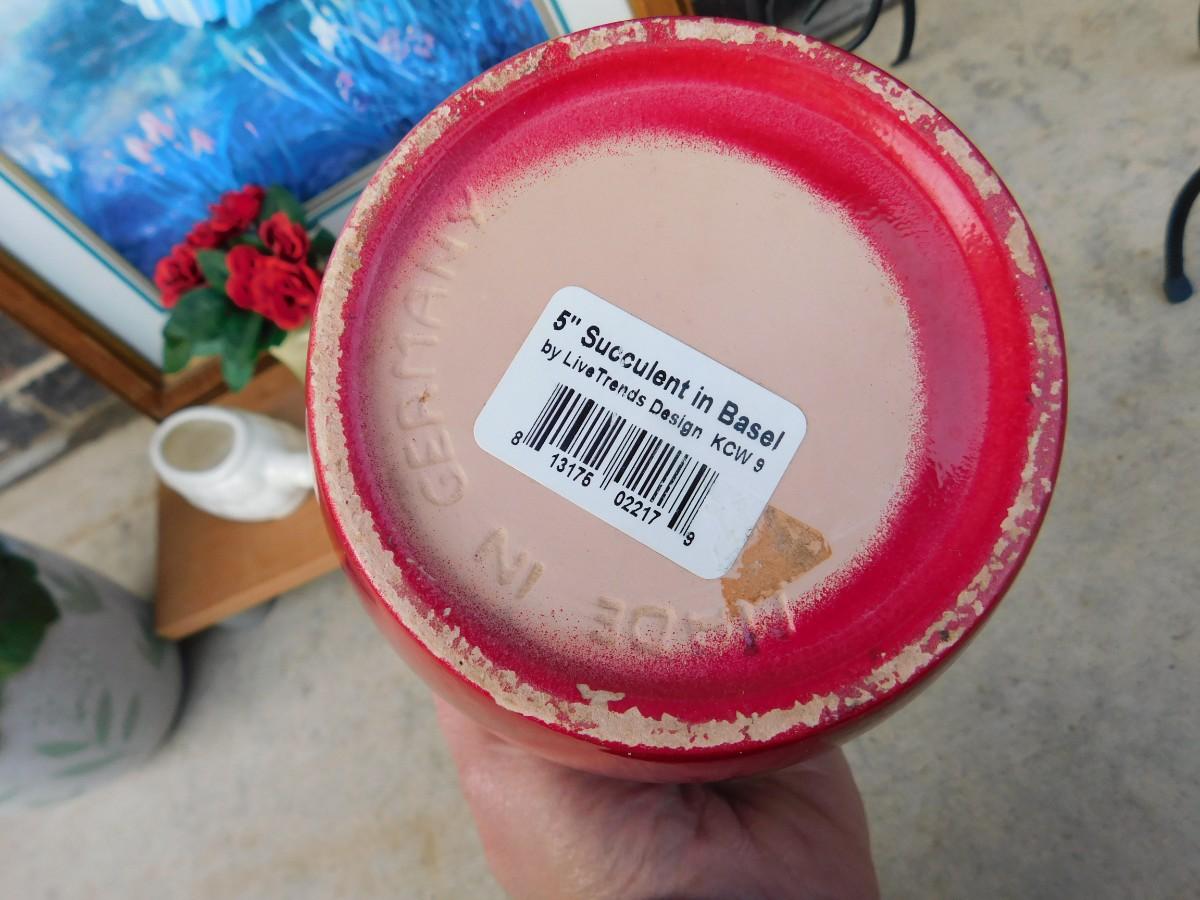 5" Succulent in Basel
by LiveTrends Design KCW 9
8 13176 02217 9
MADE IN GERMANY